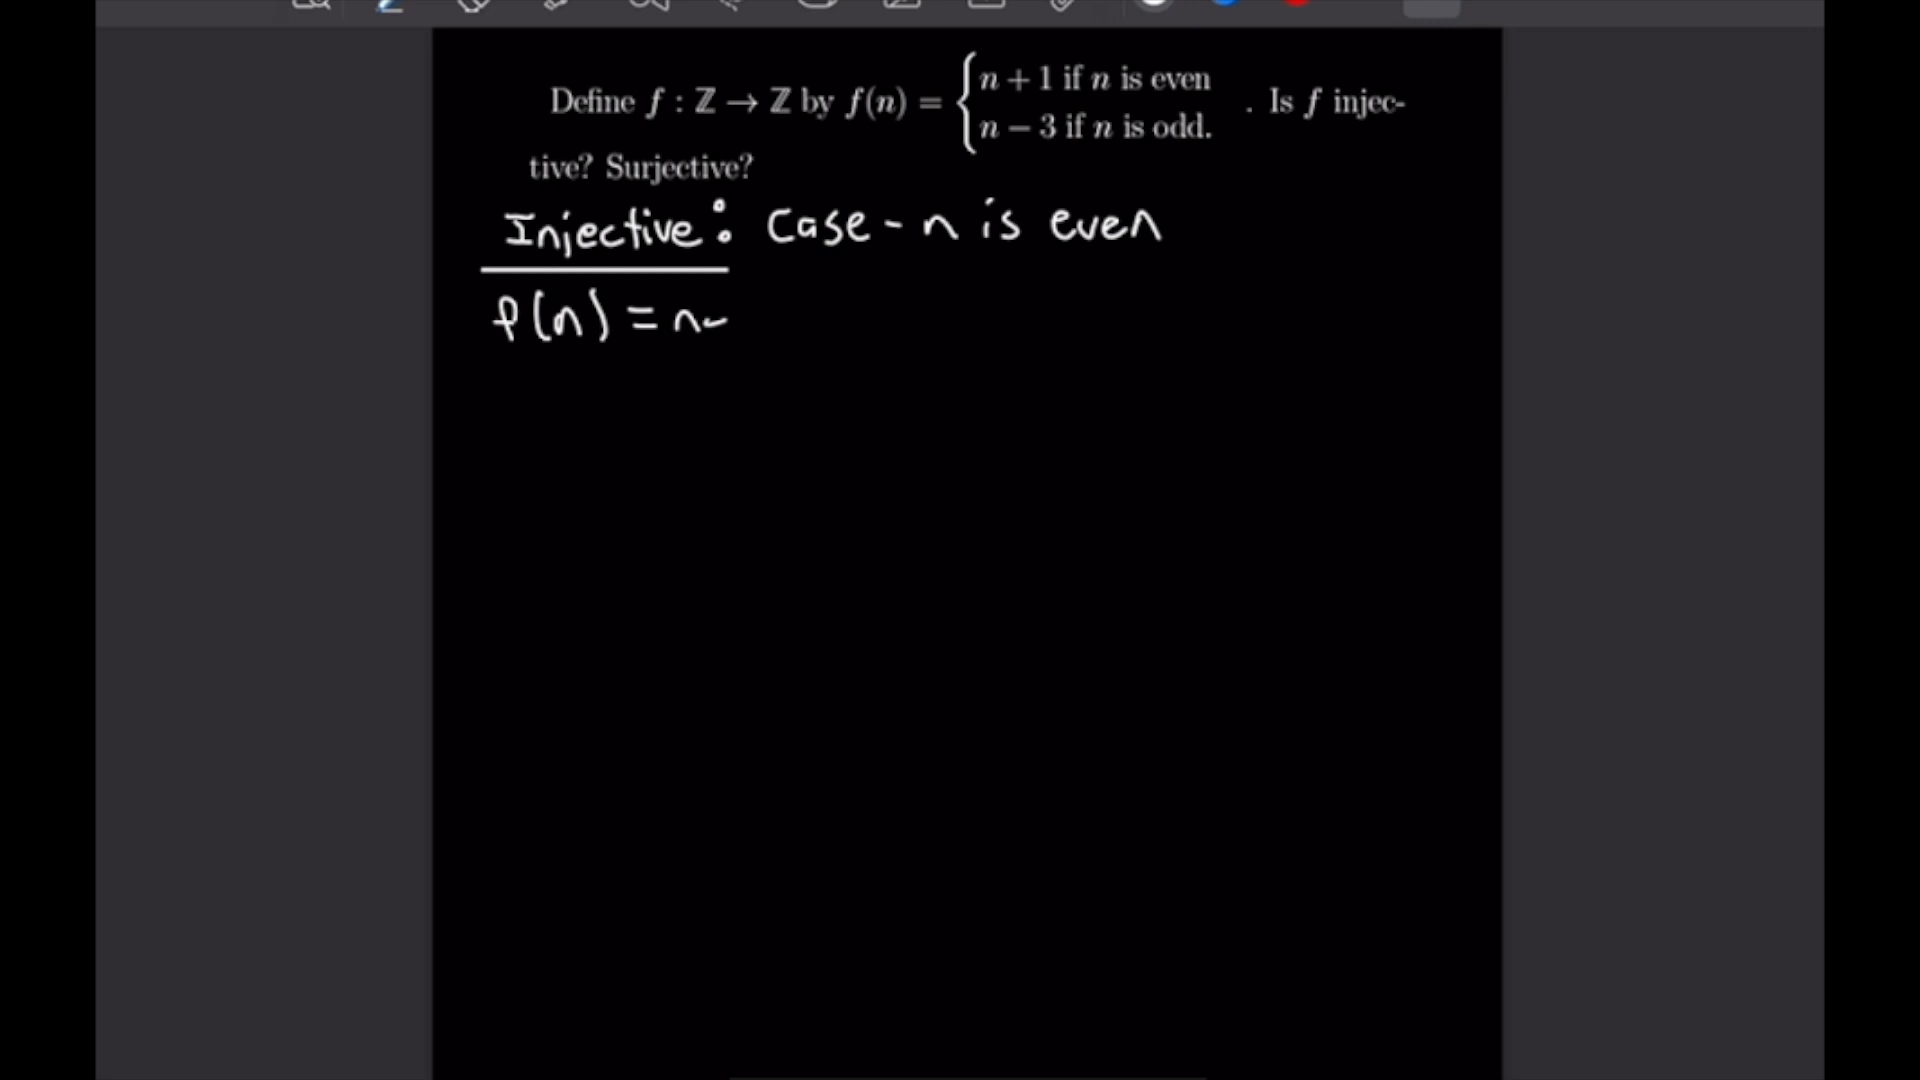 Define f : ℤ → ℤ by f(n) = { n + 1 if n is even
n − 3 if n is odd. . Is f injec-
tive? Surjective?
Injective: Case - n is even
f(n) = n-